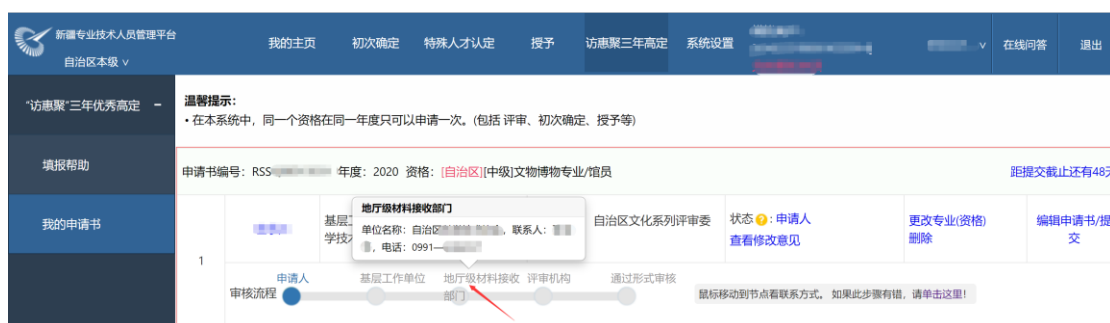 新疆专业技术人员管理平台
自治区本级 ∨
我的主页 初次确定 特殊人才认定 授予 访惠聚三年高定 系统设置 在线问答 退出
"访惠聚"三年优秀高定 −
填报帮助
我的申请书
温馨提示：
• 在本系统中，同一个资格在同一年度只可以申请一次。(包括 评审、初次确定、授予等)
申请书编号：RSS 年度：2020 资格：[自治区][中级]文物博物专业/馆员 距提交截止还有48天
1
基层工
学技
地厅级材料接收部门
单位名称：自治区 ，联系人：
，电话：0991—
自治区文化系列评审委
状态 ? : 申请人
查看修改意见
更改专业(资格)
删除
编辑申请书/提
交
审核流程
申请人
基层工作单位
地厅级材料接收
部门
评审机构
通过形式审核
鼠标移动到节点看联系方式。 如果此步骤有错，请单击这里！